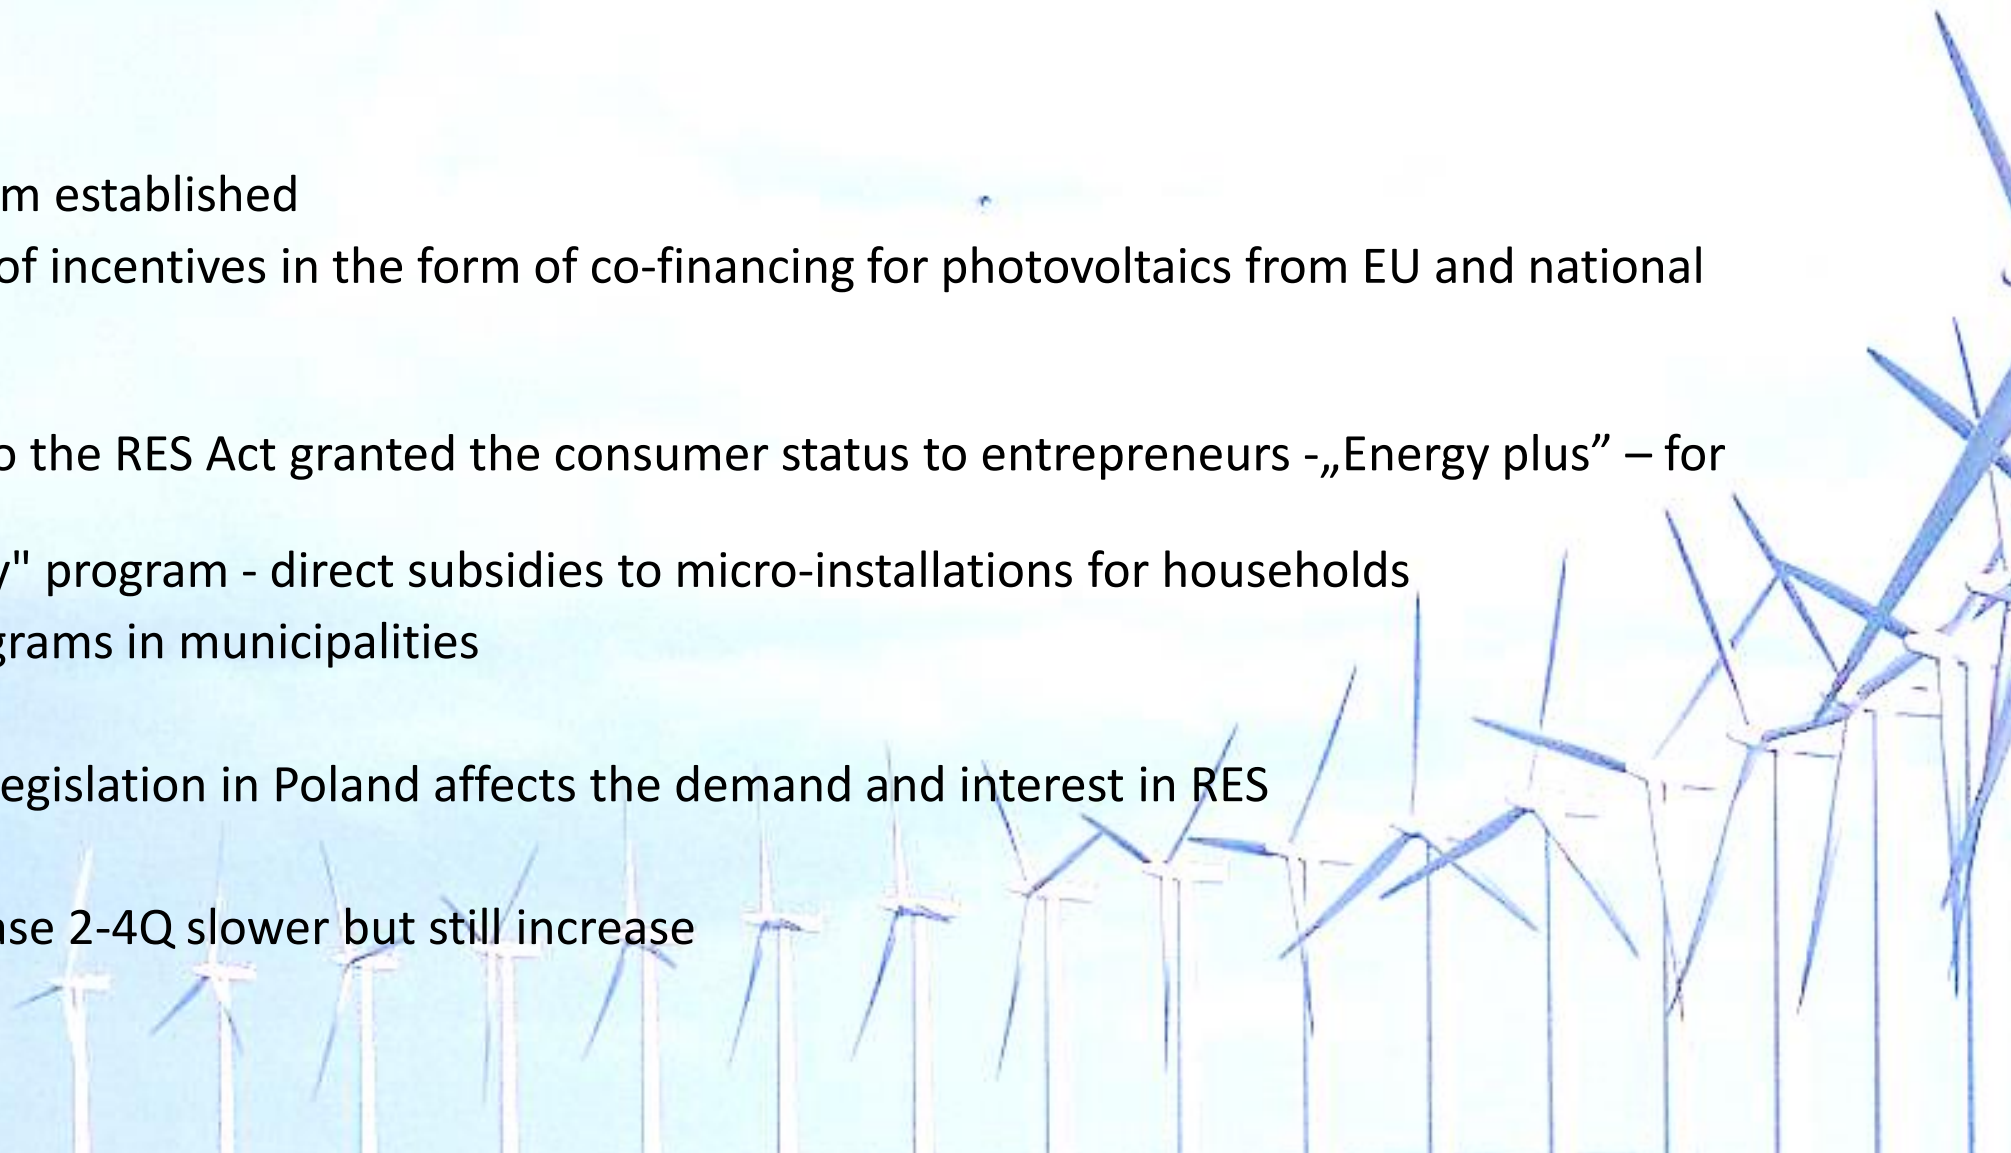 m established
of incentives in the form of co-financing for photovoltaics from EU and national
o the RES Act granted the consumer status to entrepreneurs -„Energy plus” – for
y" program - direct subsidies to micro-installations for households
grams in municipalities
egislation in Poland affects the demand and interest in RES
ase 2-4Q slower but still increase